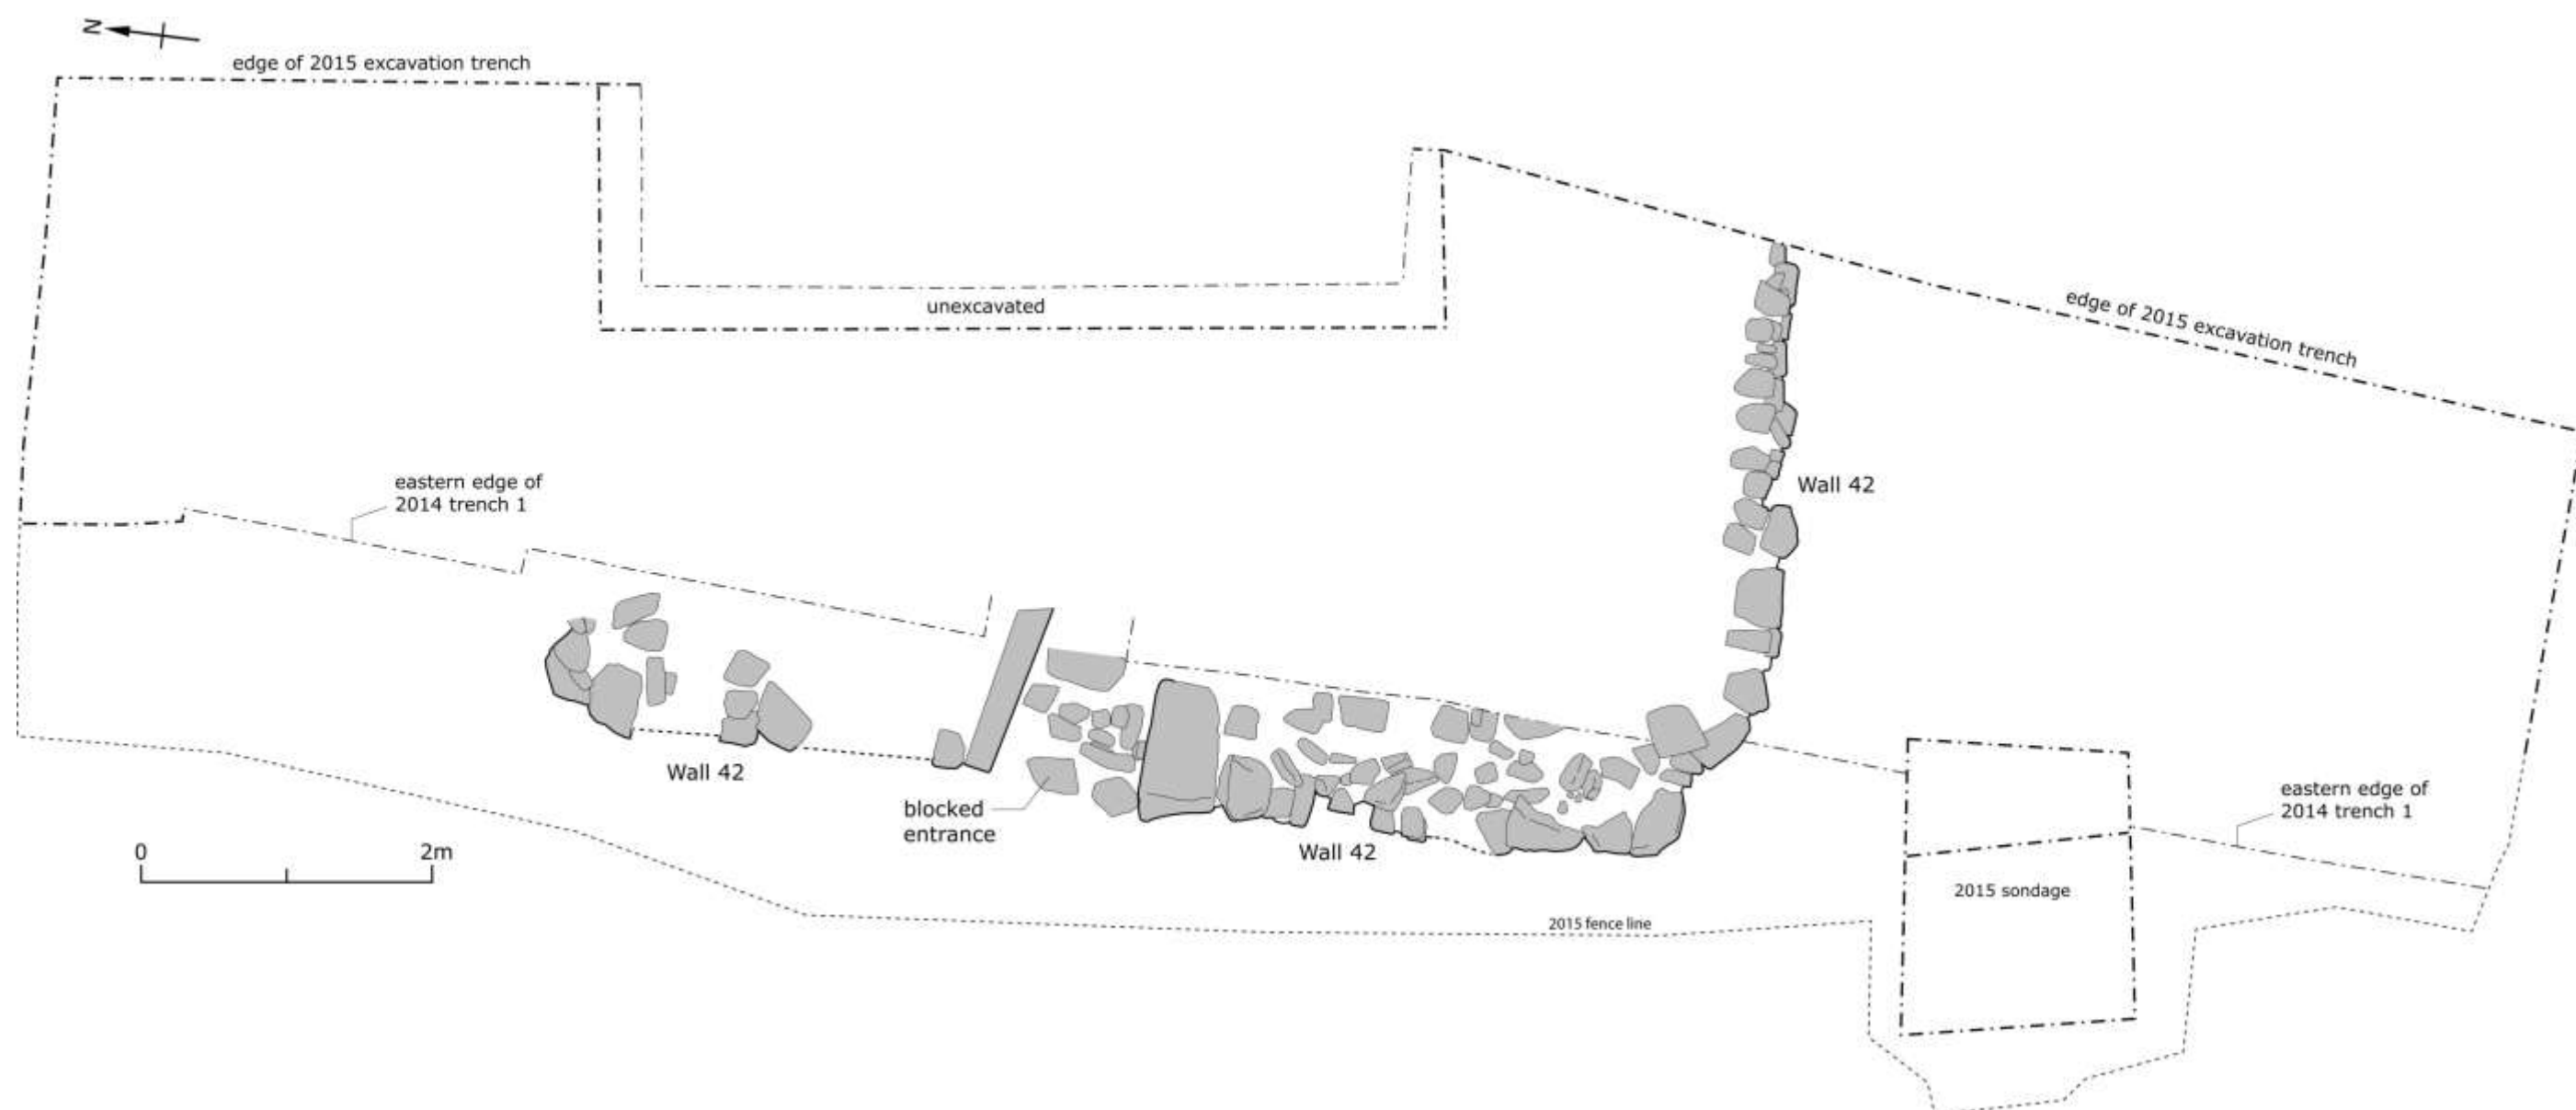 N
edge of 2015 excavation trench
unexcavated
edge of 2015 excavation trench
eastern edge of
2014 trench 1
Wall 42
Wall 42
blocked
entrance
Wall 42
eastern edge of
2014 trench 1
0 2m
2015 sondage
2015 fence line